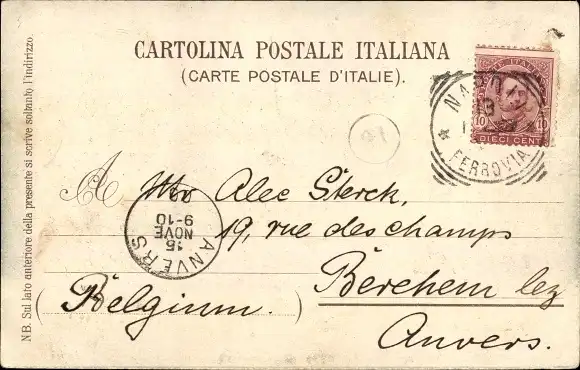 CARTOLINA POSTALE ITALIANA
(CARTE POSTALE D'ITALIE).
NB. Sul lato anteriore della presente si scrive soltanto l'indirizzo.
NAPOLI
FERROVIA
10
10
DIECI CENT
A Mr Alec Sterck,
19, rue des champs
Berchem lez
Anvers.
(Belgium.)
ANVERS
15
NOVE
9-10